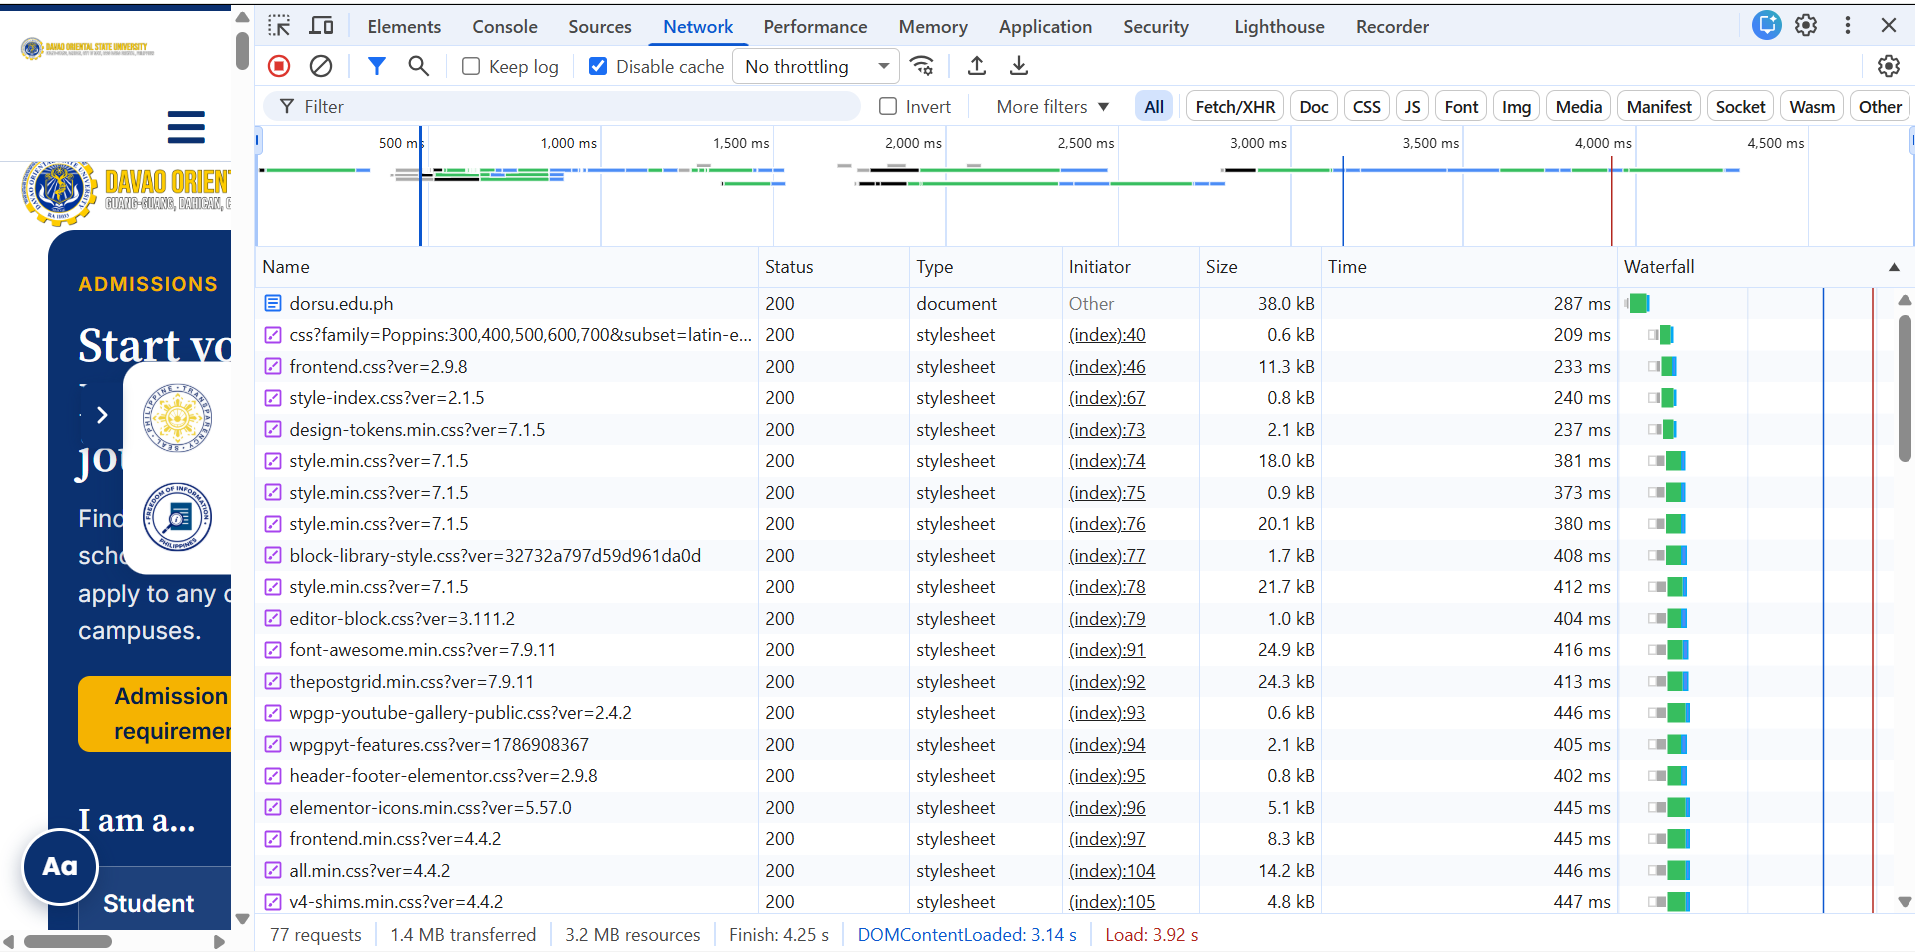 Elements Console Sources Network Performance Memory Application Security Lighthouse Recorder
Keep log Disable cache No throttling
Filter Invert More filters All Fetch/XHR Doc CSS JS Font Img Media Manifest Socket Wasm Other
500 ms 1,000 ms 1,500 ms 2,000 ms 2,500 ms 3,000 ms 3,500 ms 4,000 ms 4,500 ms
Name Status Type Initiator Size Time Waterfall
dorsu.edu.ph 200 document Other 38.0 kB 287 ms
css?family=Poppins:300,400,500,600,700&subset=latin-e... 200 stylesheet (index):40 0.6 kB 209 ms
frontend.css?ver=2.9.8 200 stylesheet (index):46 11.3 kB 233 ms
style-index.css?ver=2.1.5 200 stylesheet (index):67 0.8 kB 240 ms
design-tokens.min.css?ver=7.1.5 200 stylesheet (index):73 2.1 kB 237 ms
style.min.css?ver=7.1.5 200 stylesheet (index):74 18.0 kB 381 ms
style.min.css?ver=7.1.5 200 stylesheet (index):75 0.9 kB 373 ms
style.min.css?ver=7.1.5 200 stylesheet (index):76 20.1 kB 380 ms
block-library-style.css?ver=32732a797d59d961da0d 200 stylesheet (index):77 1.7 kB 408 ms
style.min.css?ver=7.1.5 200 stylesheet (index):78 21.7 kB 412 ms
editor-block.css?ver=3.111.2 200 stylesheet (index):79 1.0 kB 404 ms
font-awesome.min.css?ver=7.9.11 200 stylesheet (index):91 24.9 kB 416 ms
thepostgrid.min.css?ver=7.9.11 200 stylesheet (index):92 24.3 kB 413 ms
wpgp-youtube-gallery-public.css?ver=2.4.2 200 stylesheet (index):93 0.6 kB 446 ms
wpgpyt-features.css?ver=1786908367 200 stylesheet (index):94 2.1 kB 405 ms
header-footer-elementor.css?ver=2.9.8 200 stylesheet (index):95 0.8 kB 402 ms
elementor-icons.min.css?ver=5.57.0 200 stylesheet (index):96 5.1 kB 445 ms
frontend.min.css?ver=4.4.2 200 stylesheet (index):97 8.3 kB 445 ms
all.min.css?ver=4.4.2 200 stylesheet (index):104 14.2 kB 446 ms
v4-shims.min.css?ver=4.4.2 200 stylesheet (index):105 4.8 kB 447 ms
77 requests 1.4 MB transferred 3.2 MB resources Finish: 4.25 s DOMContentLoaded: 3.14 s Load: 3.92 s
DAVAO ORIENTAL STATE UNIVERSITY
DAVAO ORIEN
GUANG-GUANG, DAHICAN, C
ADMISSIONS
Start yo
jou
PHILIPPINE TRANSPARENCY SEAL
FREEDOM OF INFORMATION
PHILIPPINES
Find
scho
apply to any c
campuses.
Admission
requiremen
I am a...
Aa
Student